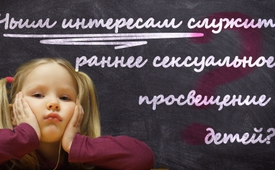 Чьим интересам служит
раннее сексуальное
просвещение
детей?